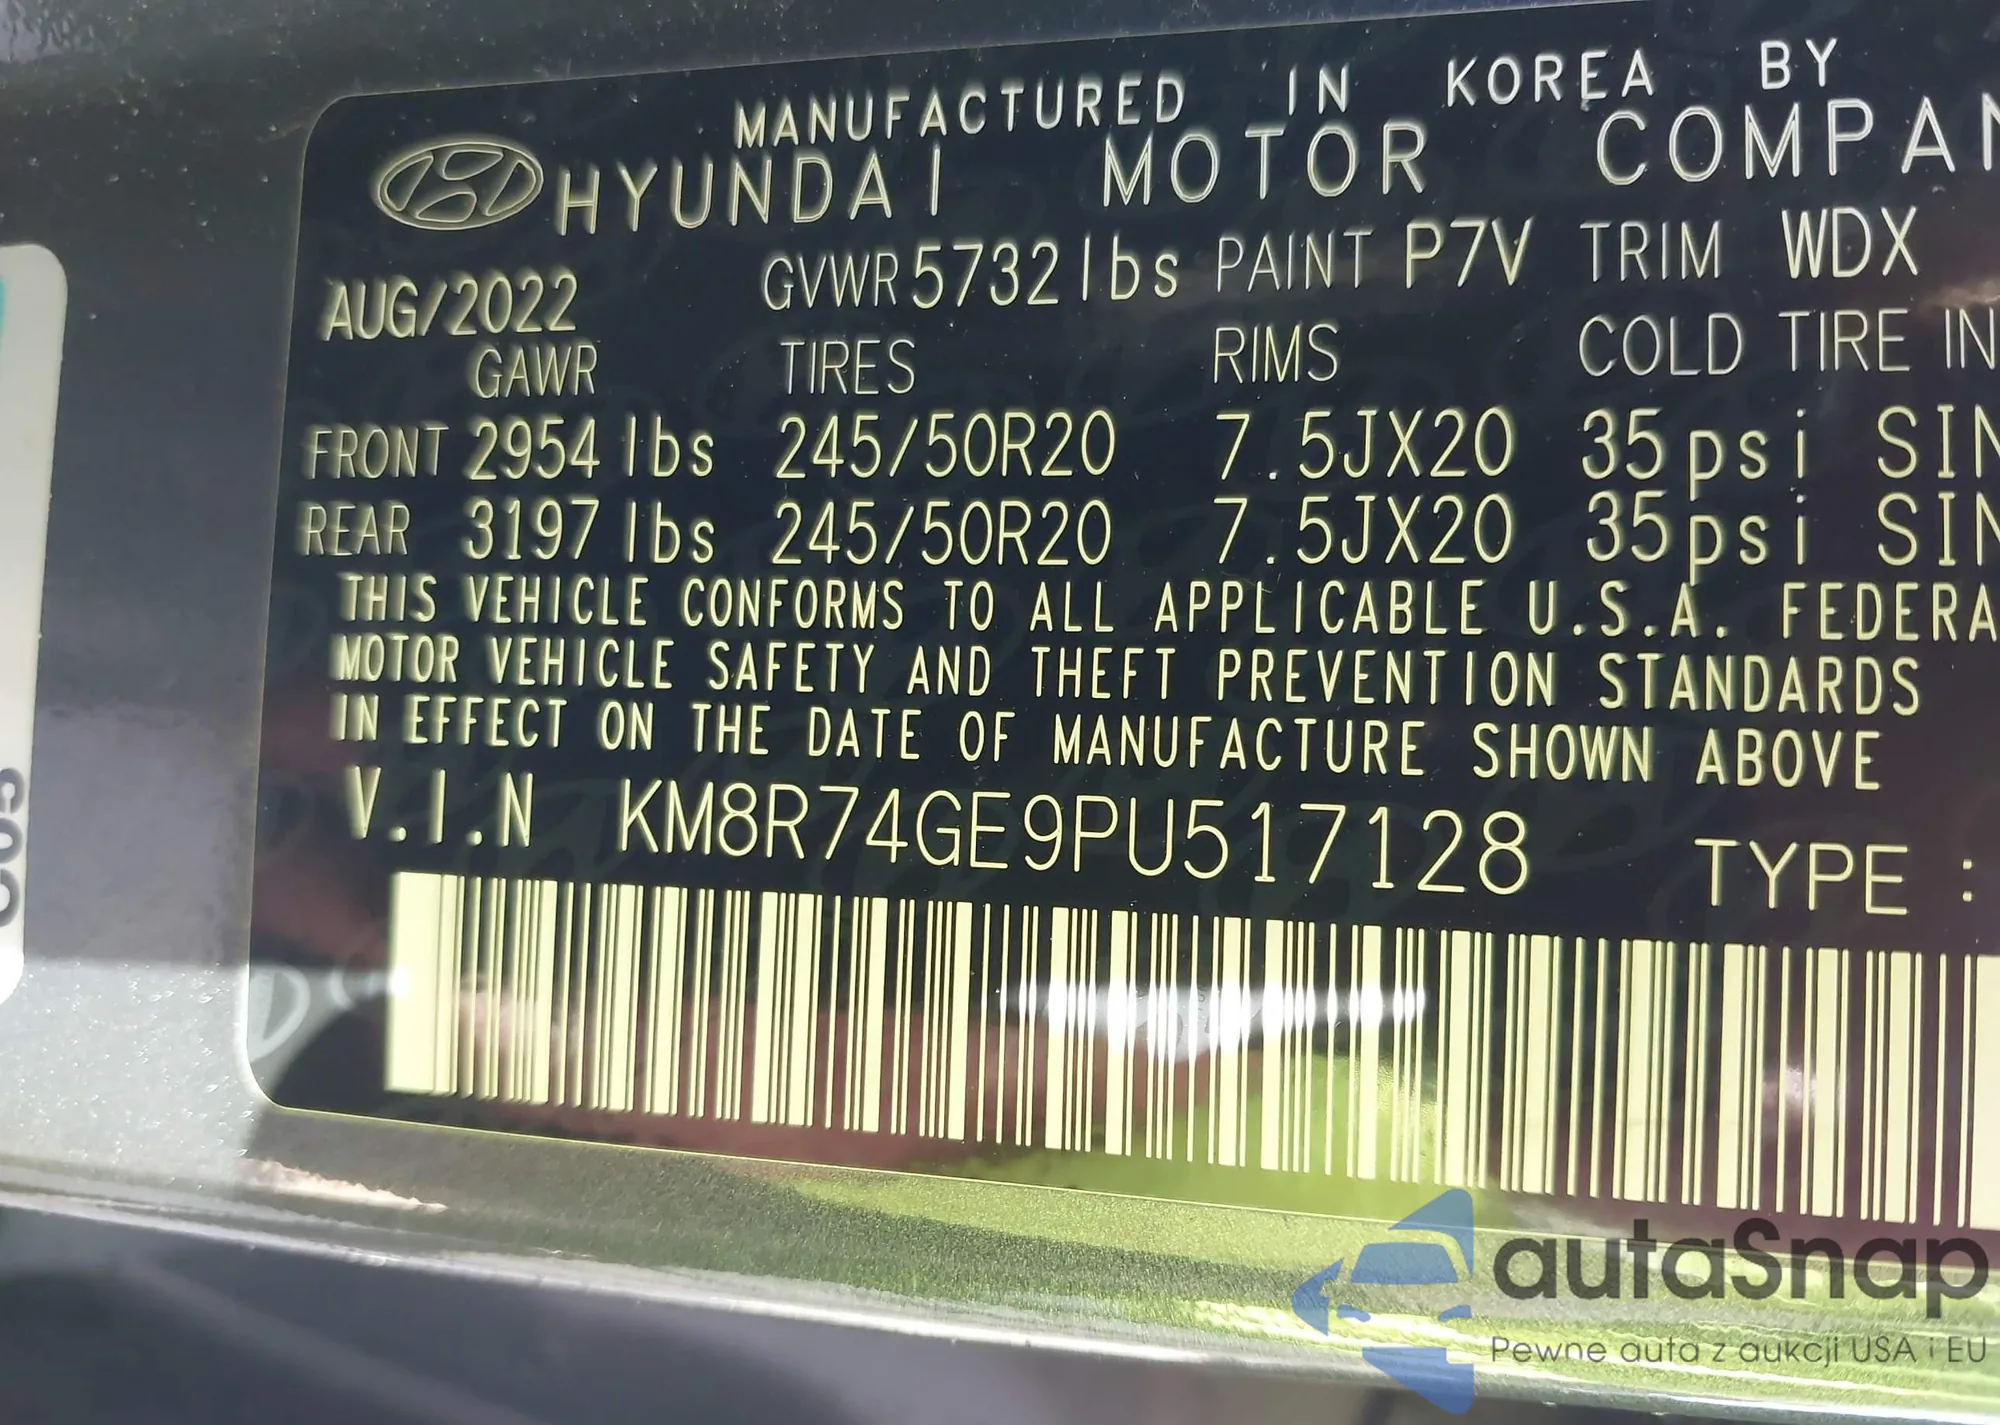 MANUFACTURED IN KOREA BY
HYUNDAI MOTOR COMPAN
AUG/2022 GVWR 5732 lbs PAINT P7V TRIM WDX
GAWR TIRES RIMS COLD TIRE IN
FRONT 2954 lbs 245/50R20 7.5JX20 35psi SIN
REAR 3197 lbs 245/50R20 7.5JX20 35psi SIN
THIS VEHICLE CONFORMS TO ALL APPLICABLE U.S.A. FEDERA
MOTOR VEHICLE SAFETY AND THEFT PREVENTION STANDARDS
IN EFFECT ON THE DATE OF MANUFACTURE SHOWN ABOVE
V.I.N KM8R74GE9PU517128 TYPE :
autaSnap
Pewne auta z aukcji USA i EU